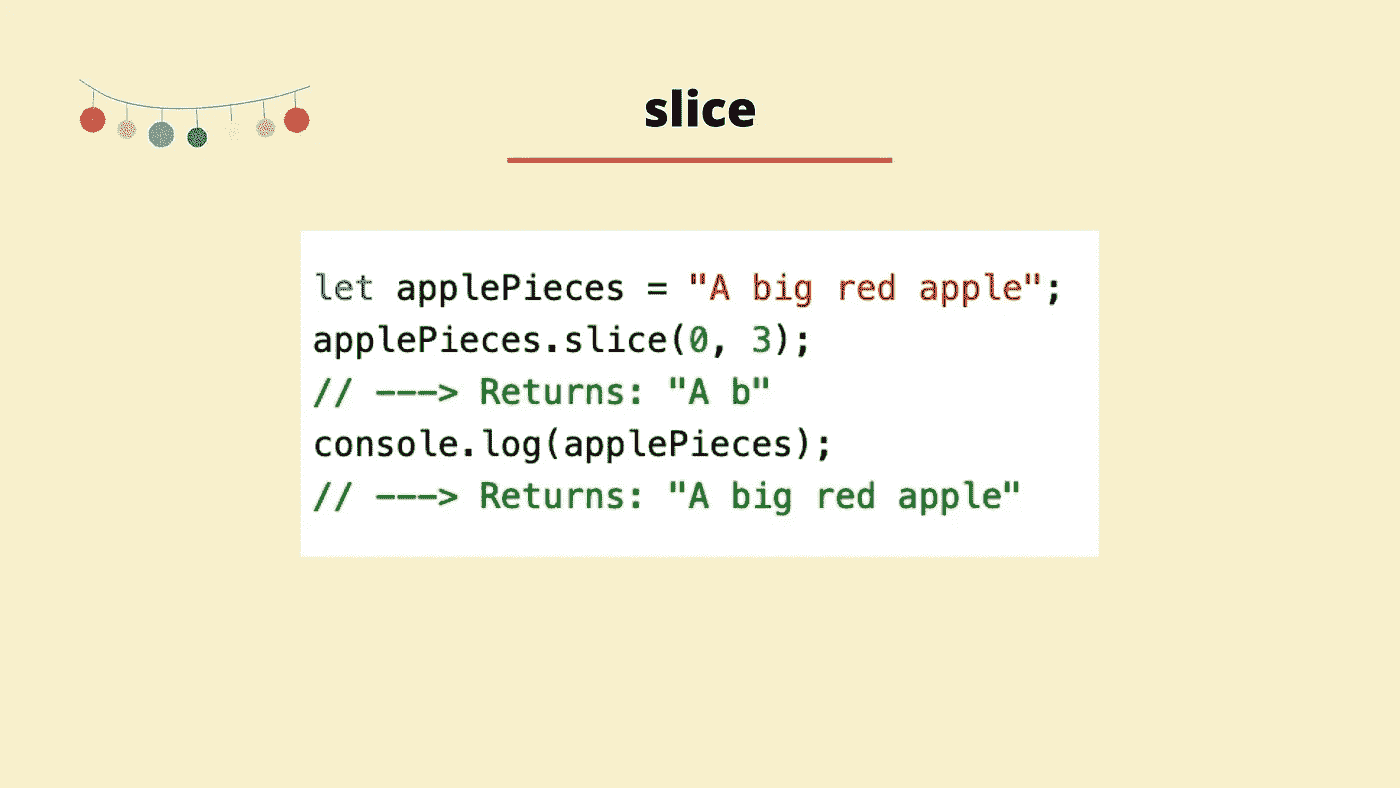 slice
let applePieces = "A big red apple";
applePieces.slice(0, 3);
// ---> Returns: "A b"
console.log(applePieces);
// ---> Returns: "A big red apple"